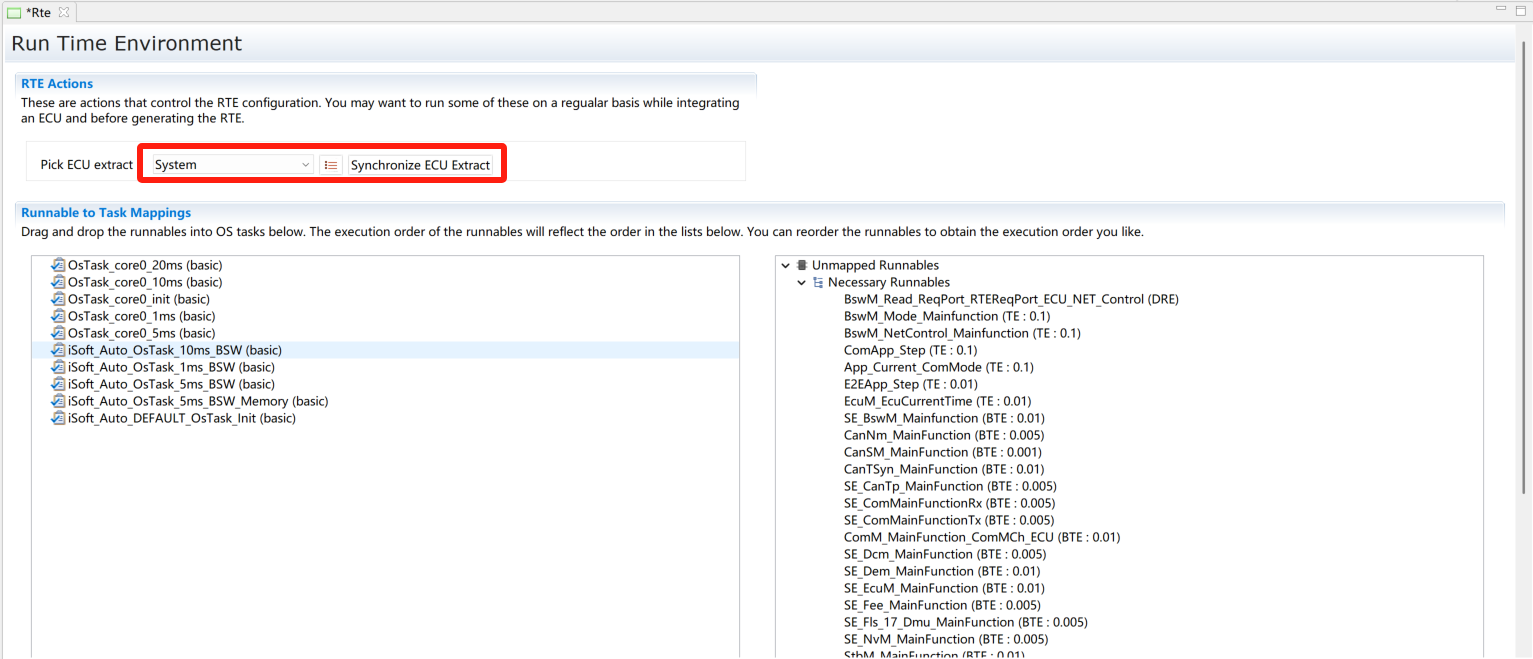 *Rte
Run Time Environment
RTE Actions
These are actions that control the RTE configuration. You may want to run some of these on a regualar basis while integrating
an ECU and before generating the RTE.
Pick ECU extract System Synchronize ECU Extract
Runnable to Task Mappings
Drag and drop the runnables into OS tasks below. The execution order of the runnables will reflect the order in the lists below. You can reorder the runnables to obtain the execution order you like.
OsTask_core0_20ms (basic)
OsTask_core0_10ms (basic)
OsTask_core0_init (basic)
OsTask_core0_1ms (basic)
OsTask_core0_5ms (basic)
iSoft_Auto_OsTask_10ms_BSW (basic)
iSoft_Auto_OsTask_1ms_BSW (basic)
iSoft_Auto_OsTask_5ms_BSW (basic)
iSoft_Auto_OsTask_5ms_BSW_Memory (basic)
iSoft_Auto_DEFAULT_OsTask_Init (basic)
Unmapped Runnables
Necessary Runnables
BswM_Read_ReqPort_RTEReqPort_ECU_NET_Control (DRE)
BswM_Mode_Mainfunction (TE : 0.1)
BswM_NetControl_Mainfunction (TE : 0.1)
ComApp_Step (TE : 0.1)
App_Current_ComMode (TE : 0.1)
E2EApp_Step (TE : 0.01)
EcuM_EcuCurrentTime (TE : 0.01)
SE_BswM_Mainfunction (BTE : 0.01)
CanNm_MainFunction (BTE : 0.005)
CanSM_MainFunction (BTE : 0.001)
CanTSyn_MainFunction (BTE : 0.01)
SE_CanTp_MainFunction (BTE : 0.005)
SE_ComMainFunctionRx (BTE : 0.005)
SE_ComMainFunctionTx (BTE : 0.005)
ComM_MainFunction_ComMCh_ECU (BTE : 0.01)
SE_Dcm_MainFunction (BTE : 0.005)
SE_Dem_MainFunction (BTE : 0.01)
SE_EcuM_MainFunction (BTE : 0.01)
SE_Fee_MainFunction (BTE : 0.005)
SE_Fls_17_Dmu_MainFunction (BTE : 0.005)
SE_NvM_MainFunction (BTE : 0.005)
StbM_MainFunction (BTE : 0.01)